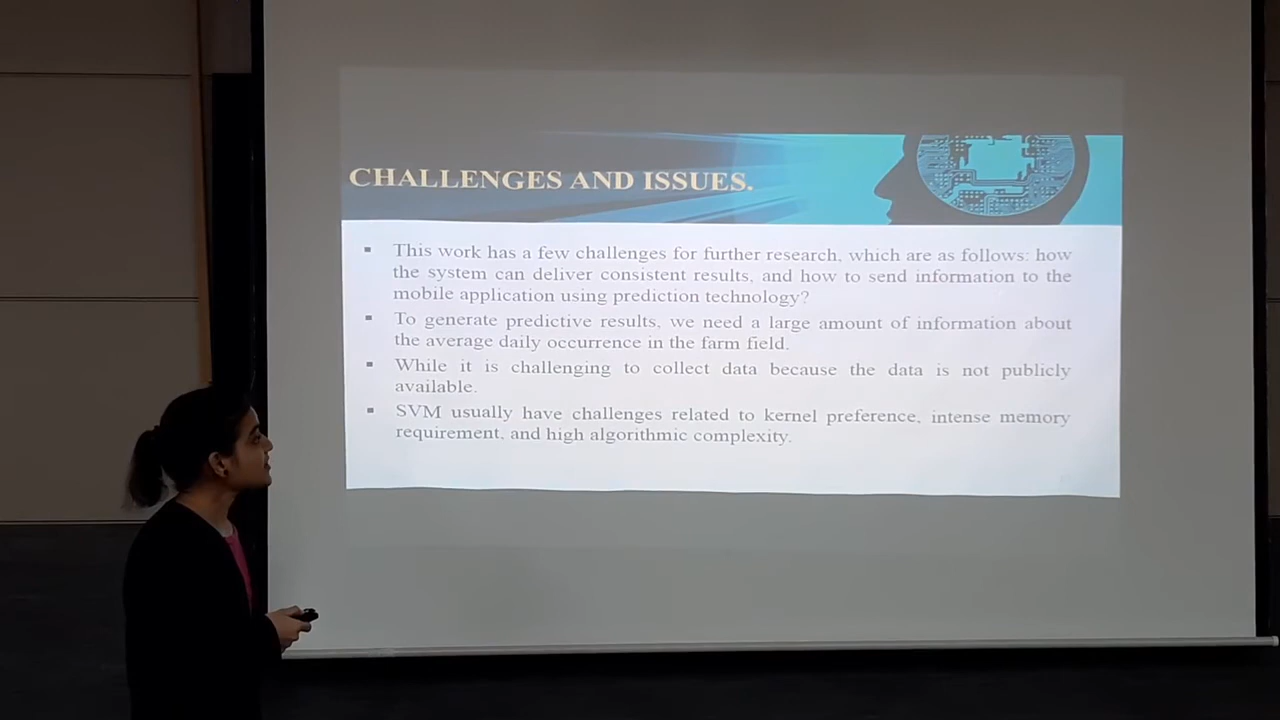 CHALLENGES AND ISSUES.
▪ This work has a few challenges for further research, which are as follows: how
the system can deliver consistent results, and how to send information to the
mobile application using prediction technology?
▪ To generate predictive results, we need a large amount of information about
the average daily occurrence in the farm field.
▪ While it is challenging to collect data because the data is not publicly
available.
▪ SVM usually have challenges related to kernel preference, intense memory
requirement, and high algorithmic complexity.